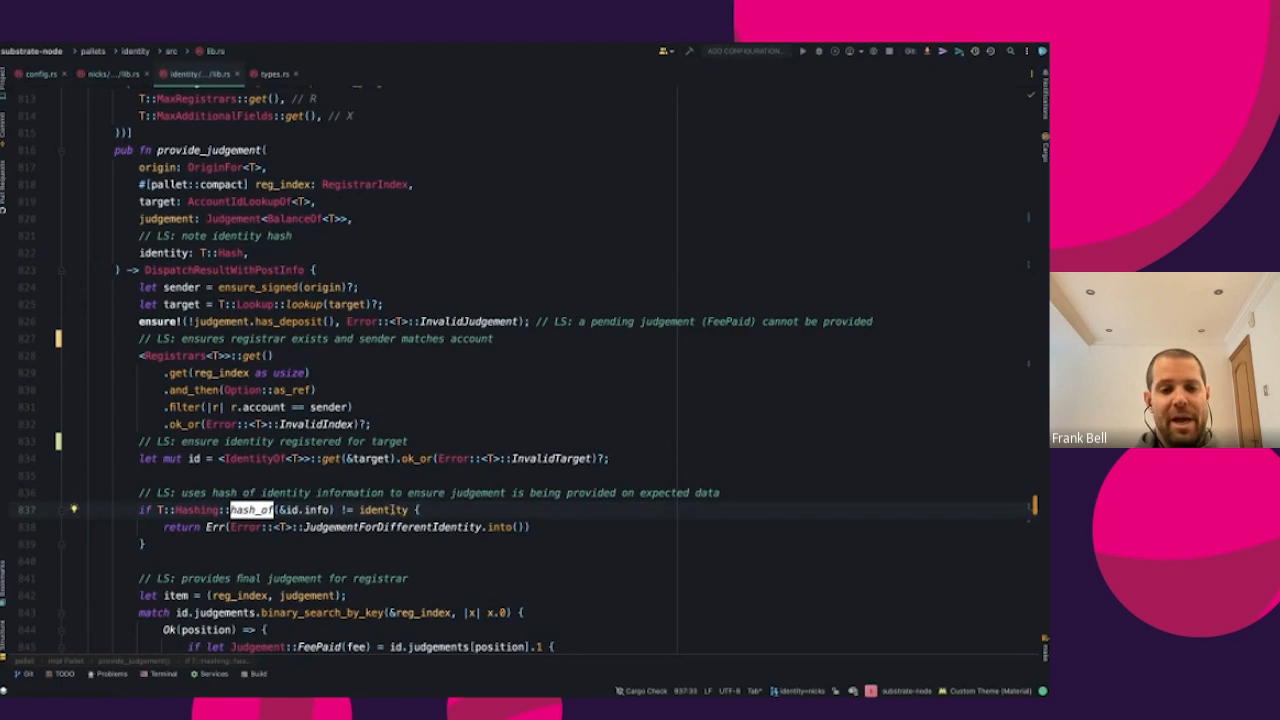 substrate-node > pallets > identity > src > lib.rs
ADD CONFIGURATION...
Git:
config.rs nicks/.../lib.rs identity/.../lib.rs types.rs
Project
Commit
Pull Requests
Bookmarks
Structure
Notifications
Cargo
813 T::MaxRegistrars::get(), // R
814 T::MaxAdditionalFields::get(), // X
815 ))]
816 pub fn provide_judgement(
817 origin: OriginFor<T>,
818 #[pallet::compact] reg_index: RegistrarIndex,
819 target: AccountIdLookupOf<T>,
820 judgement: Judgement<BalanceOf<T>>,
821 // LS: note identity hash
822 identity: T::Hash,
823 ) -> DispatchResultWithPostInfo {
824 let sender = ensure_signed(origin)?;
825 let target = T::Lookup::lookup(target)?;
826 ensure!(!judgement.has_deposit(), Error::<T>::InvalidJudgement); // LS: a pending judgement (FeePaid) cannot be provided
827 // LS: ensures registrar exists and sender matches account
828 <Registrars<T>>::get()
829 .get(reg_index as usize)
830 .and_then(Option::as_ref)
831 .filter(|r| r.account == sender)
832 .ok_or(Error::<T>::InvalidIndex)?;
833 // LS: ensure identity registered for target
834 let mut id = <IdentityOf<T>>::get(&target).ok_or(Error::<T>::InvalidTarget)?;
835
836 // LS: uses hash of identity information to ensure judgement is being provided on expected data
837 if T::Hashing::hash_of(&id.info) != identity {
838 return Err(Error::<T>::JudgementForDifferentIdentity.into())
839 }
840
841 // LS: provides final judgement for registrar
842 let item = (reg_index, judgement);
843 match id.judgements.binary_search_by_key(&reg_index, |x| x.0) {
844 Ok(position) => {
845 if let Judgement::FeePaid(fee) = id.judgements[position].1 {
pallet > impl Pallet > provide_judgement() > if T::Hashing::has...
Git TODO Problems Terminal Services Build
Cargo Check 837:33 LF UTF-8 Tab* identity+nicks substrate-node Custom Theme (Material)
Frank Bell